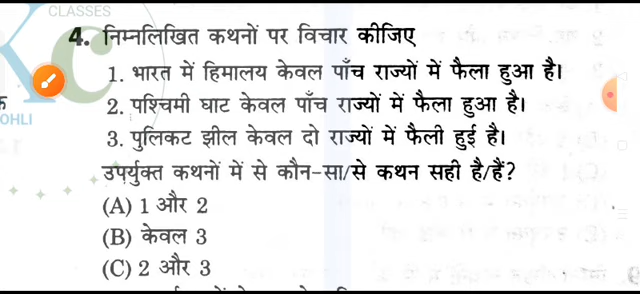 CLASSES
OHLI
4. निम्नलिखित कथनों पर विचार कीजिए
1. भारत में हिमालय केवल पाँच राज्यों में फैला हुआ है।
2. पश्चिमी घाट केवल पाँच राज्यों में फैला हुआ है।
3. पुलिकट झील केवल दो राज्यों में फैली हुई है।
उपर्युक्त कथनों में से कौन-सा/से कथन सही है/हैं?
(A) 1 और 2
(B) केवल 3
(C) 2 और 3